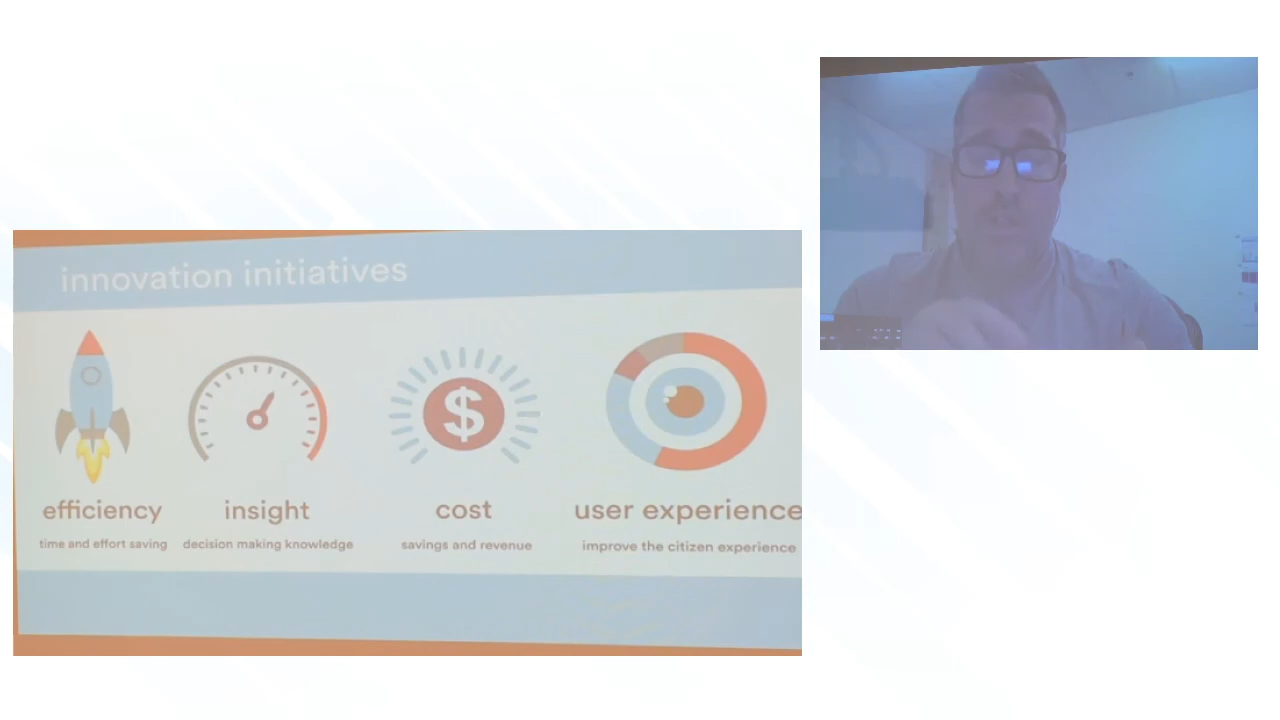 innovation initiatives
efficiency
time and effort saving
insight
decision making knowledge
cost
savings and revenue
user experience
improve the citizen experience